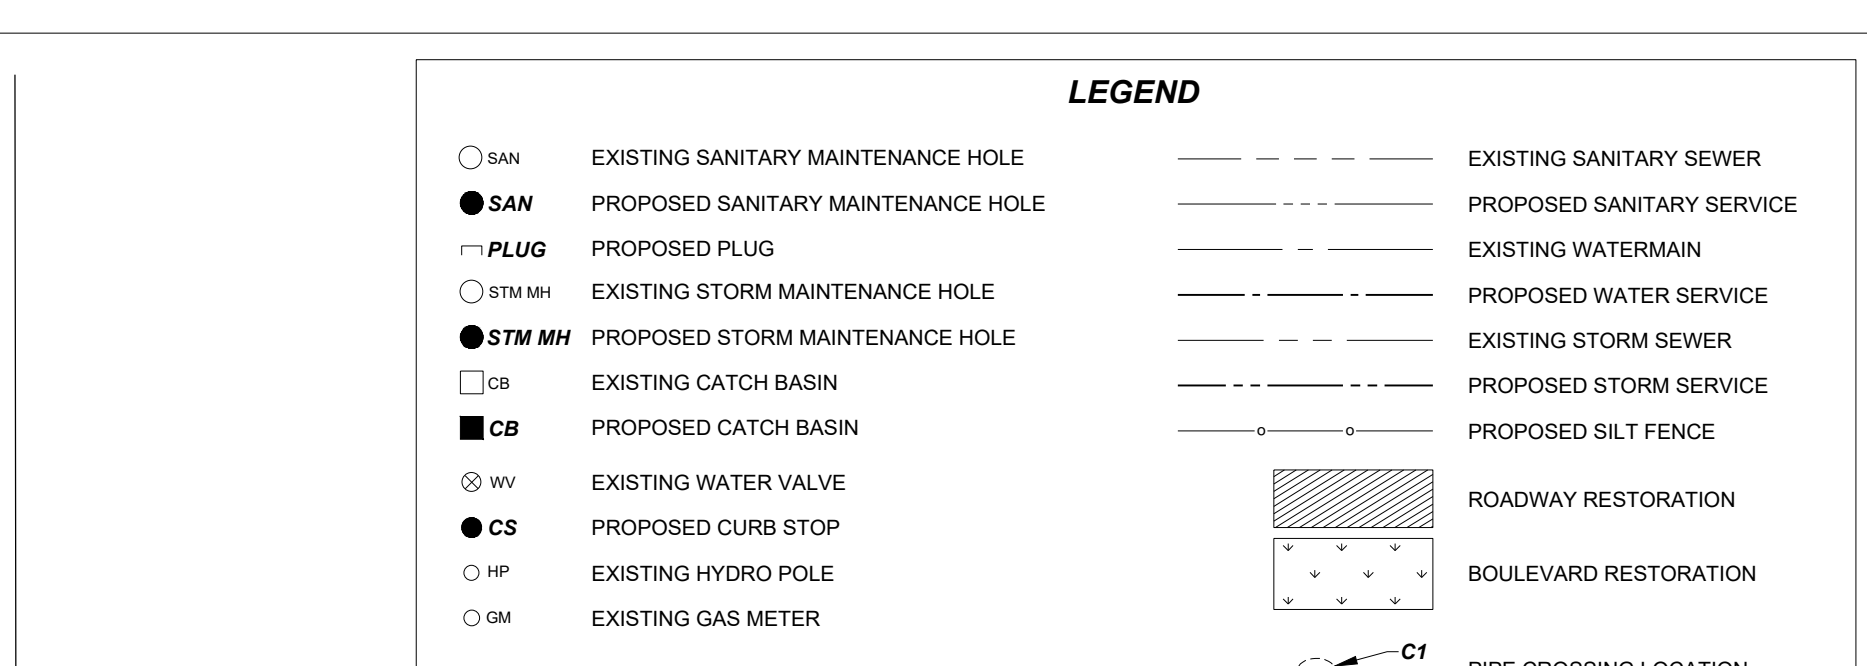 LEGEND
SAN EXISTING SANITARY MAINTENANCE HOLE
SAN PROPOSED SANITARY MAINTENANCE HOLE
PLUG PROPOSED PLUG
STM MH EXISTING STORM MAINTENANCE HOLE
STM MH PROPOSED STORM MAINTENANCE HOLE
CB EXISTING CATCH BASIN
CB PROPOSED CATCH BASIN
WV EXISTING WATER VALVE
CS PROPOSED CURB STOP
HP EXISTING HYDRO POLE
GM EXISTING GAS METER
EXISTING SANITARY SEWER
PROPOSED SANITARY SERVICE
EXISTING WATERMAIN
PROPOSED WATER SERVICE
EXISTING STORM SEWER
PROPOSED STORM SERVICE
o o PROPOSED SILT FENCE
ROADWAY RESTORATION
BOULEVARD RESTORATION
C1
PIPE CROSSING LOCATION